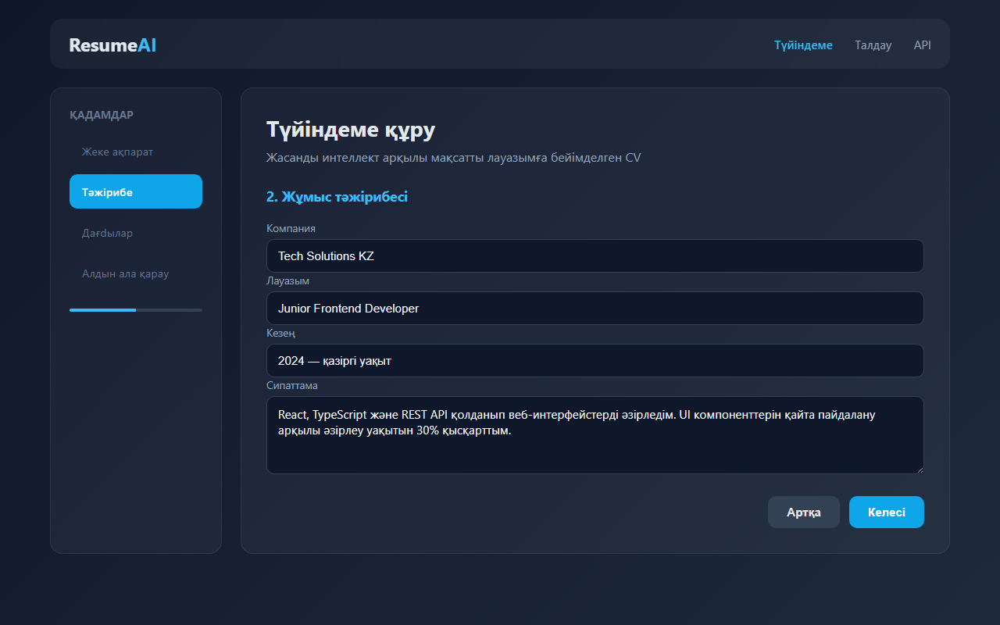 ResumeAI
Түйіндеме
Талдау
API
ҚАДАМДАР
Жеке ақпарат
Тәжірибе
Дағdылар
Алдын ала қарау
Түйіндеме құру
Жасанды интеллект арқылы мақсатты лауазымға бейімделген CV
2. Жұмыс тәжірибесі
Компания
Tech Solutions KZ
Лауазым
Junior Frontend Developer
Кезең
2024 — қазіргі уақыт
Сипаттама
React, TypeScript және REST API қолданып веб-интерфейстерді әзірледім. UI компоненттерін қайта пайдалану
арқылы әзірлеу уақытын 30% қысқарттым.
Артқа
Келесі